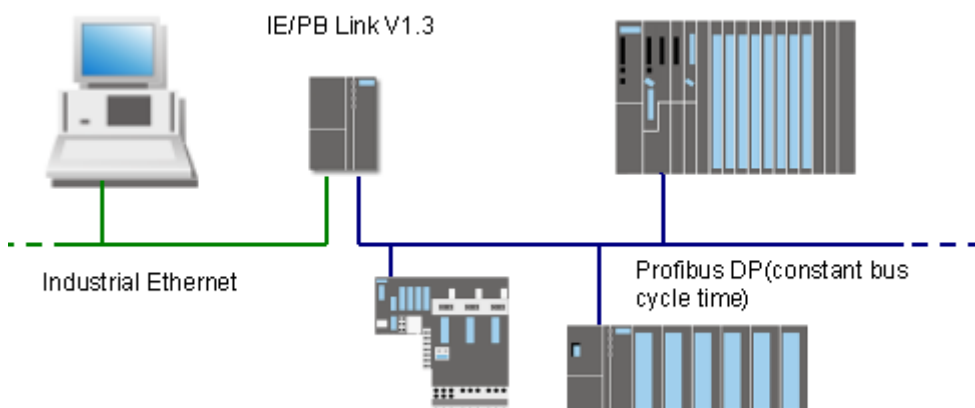 IE/PB Link V1.3
Industrial Ethernet
Profibus DP(constant bus
cycle time)